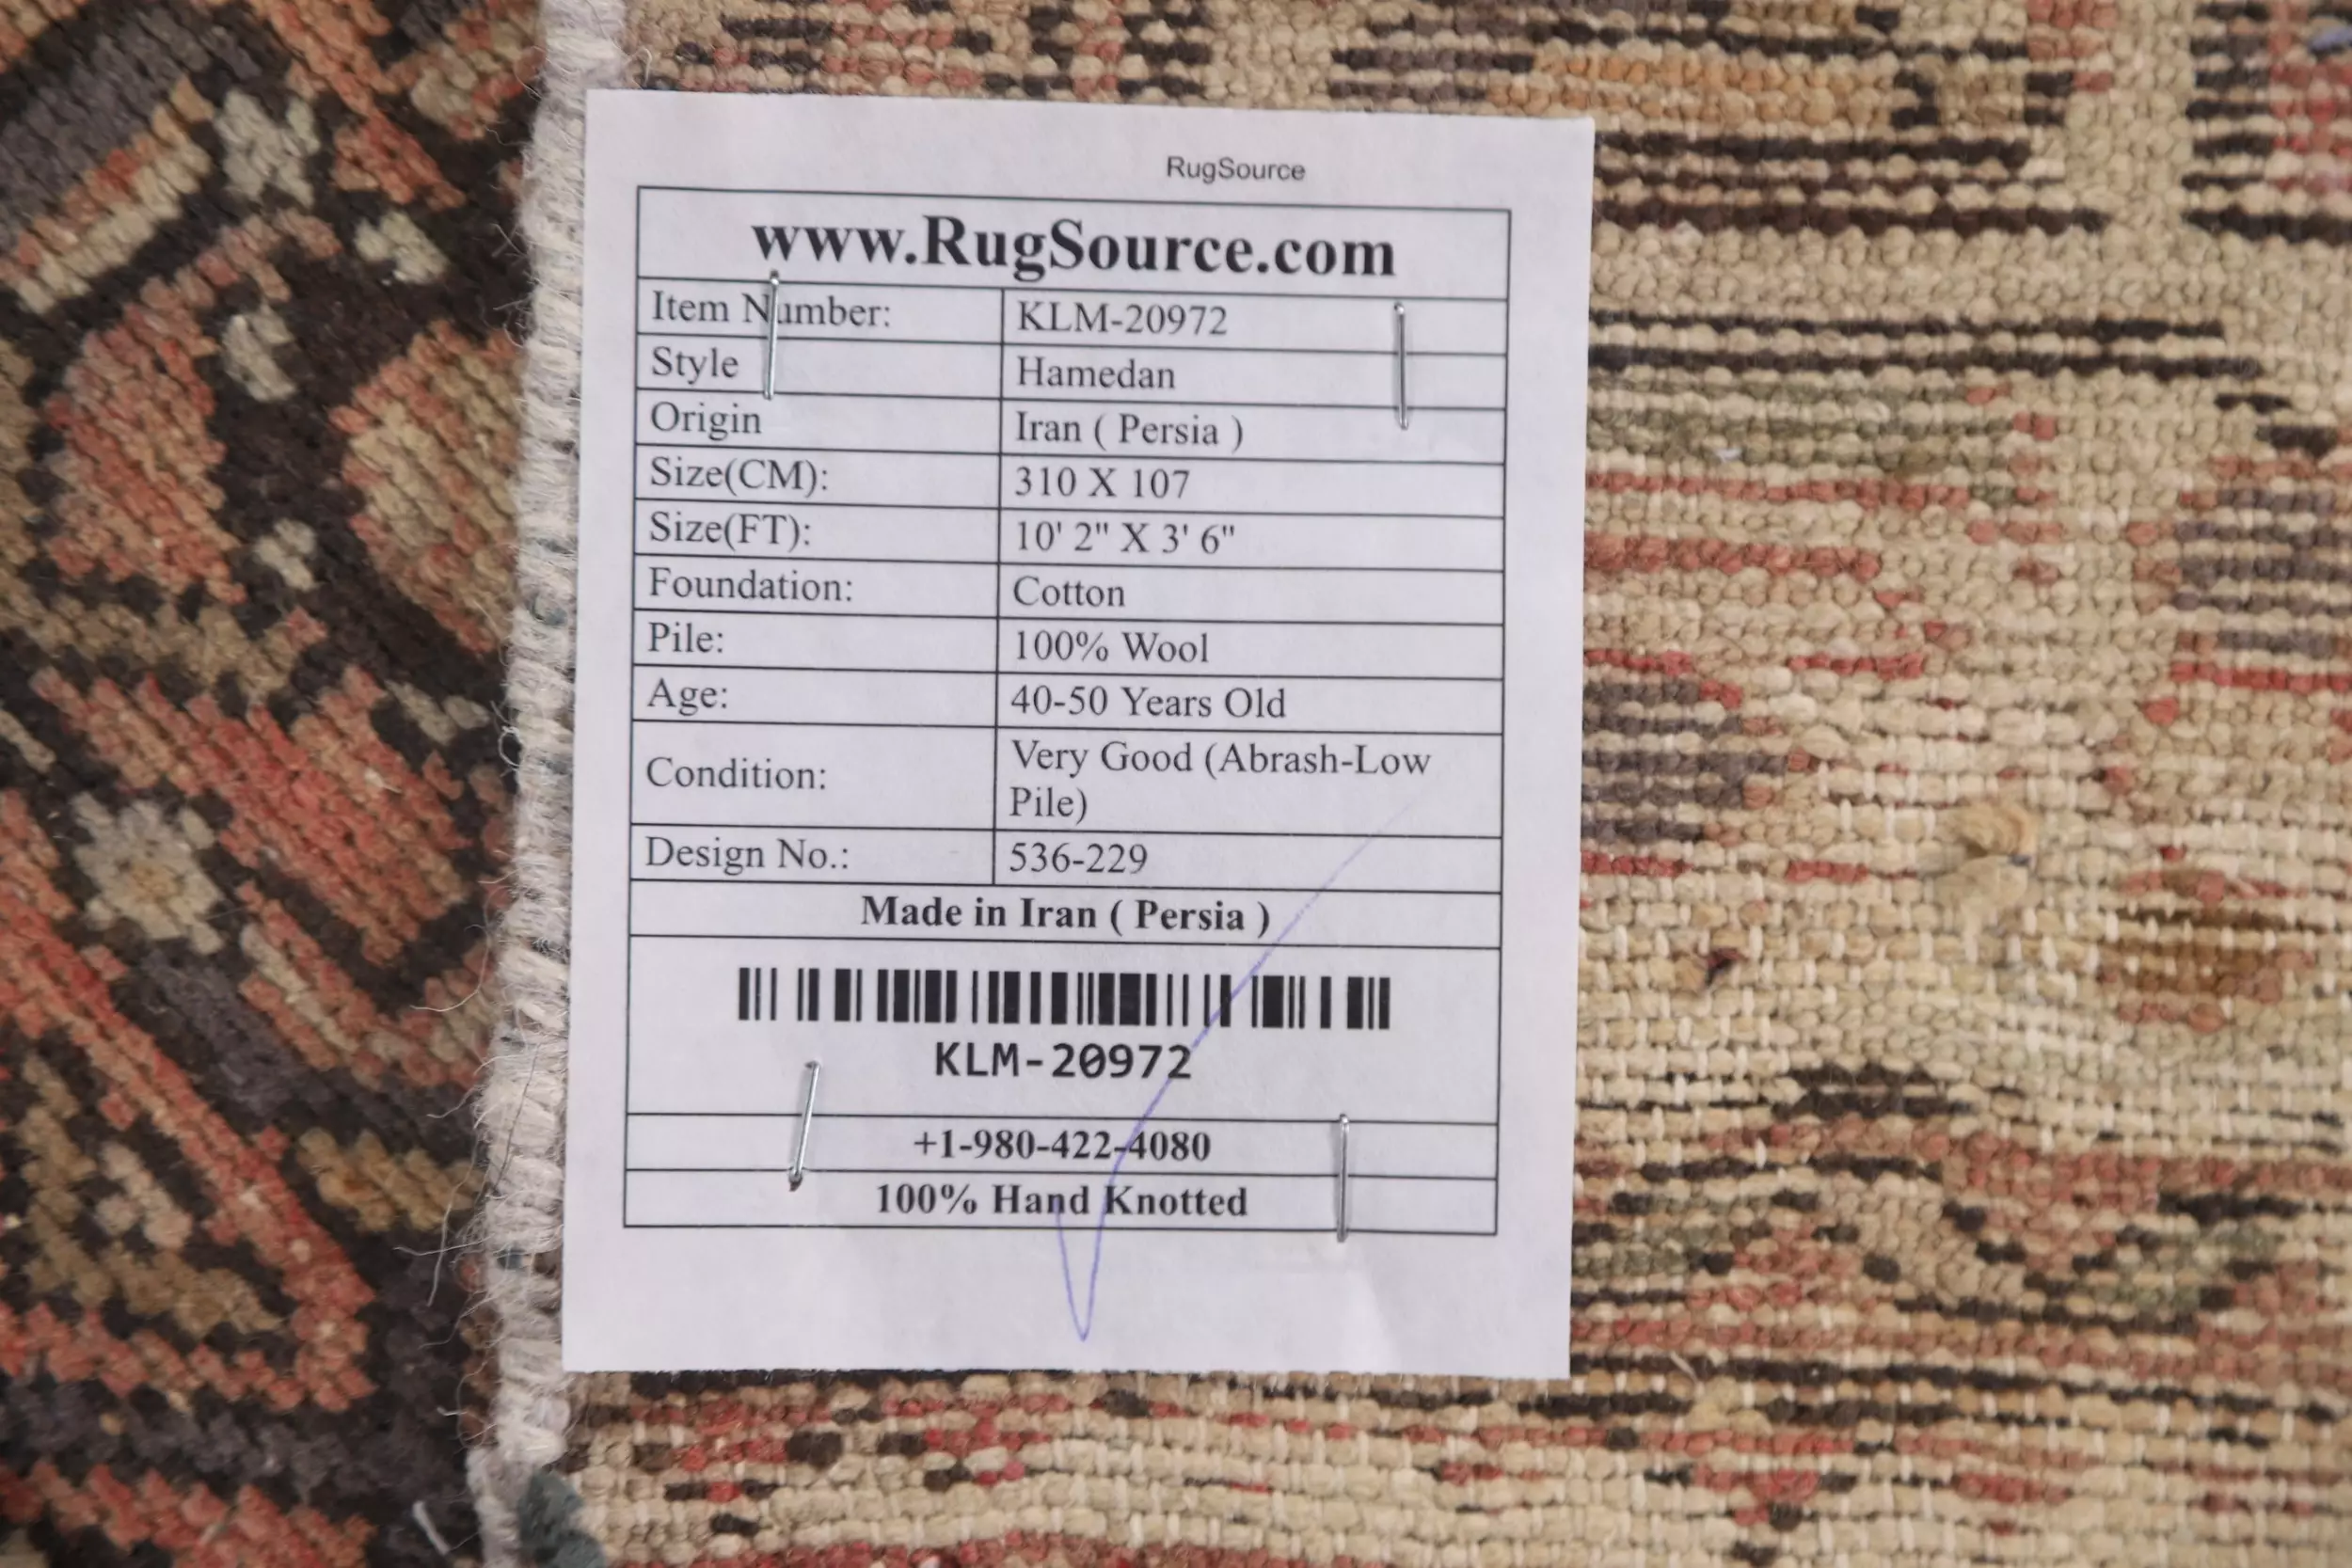 RugSource
www.RugSource.com
Item Number: KLM-20972
Style Hamedan
Origin Iran ( Persia )
Size(CM): 310 X 107
Size(FT): 10' 2" X 3' 6"
Foundation: Cotton
Pile: 100% Wool
Age: 40-50 Years Old
Condition: Very Good (Abrash-Low
Pile)
Design No.: 536-229
Made in Iran ( Persia )
KLM-20972
+1-980-422-4080
100% Hand Knotted